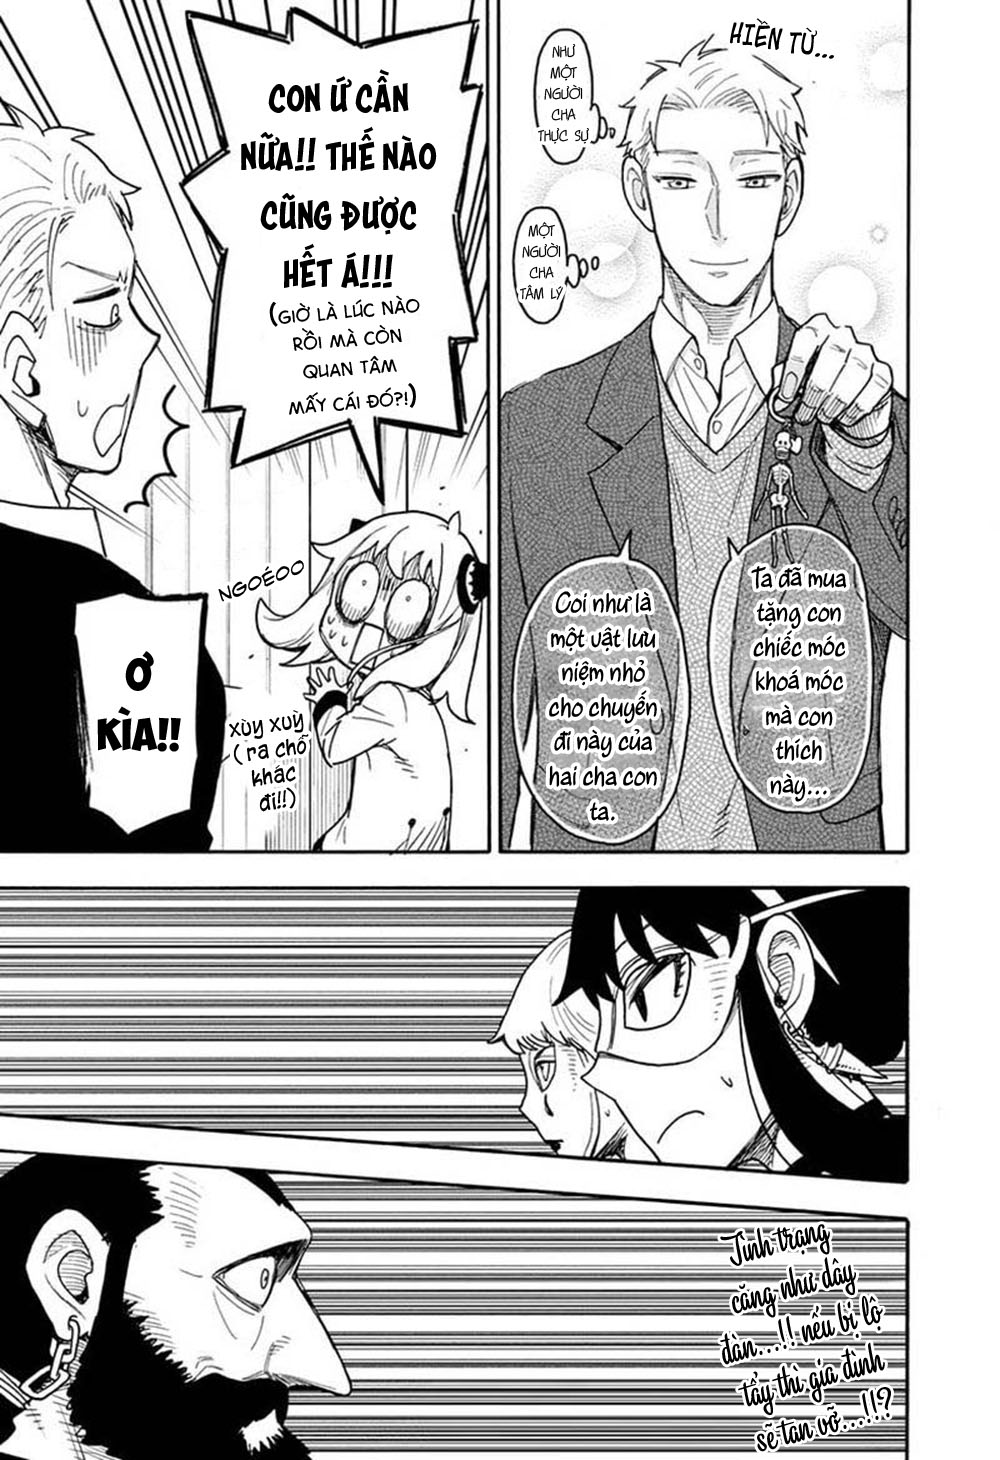 HIỀN TỪ...
NHƯ
MỘT
NGƯỜI
CHA
THỰC SỰ
MỘT
NGƯỜI
CHA
TÂM LÝ
Ta đã mua
tặng con
chiếc móc
khoá móc
mà con
thích
này...
Coi như là
một vật lưu
niệm nhỏ
cho chuyến
đi này của
hai cha con
ta.
CON Ứ CẦN
NỮA!! THẾ NÀO
CŨNG ĐƯỢC
HẾT Á!!!
(GIỜ LÀ LÚC NÀO
RỒI MÀ CÒN
QUAN TÂM
MẤY CÁI ĐÓ?!)
NGOÉOO
XÙY XUỲ
( ra chỗ
khác
đi!!)
Ơ
KÌA!!
Tình trạng
căng như dây
đàn...!! nếu bị lộ
tẩy thì gia đình
sẽ tan vỡ...!!?